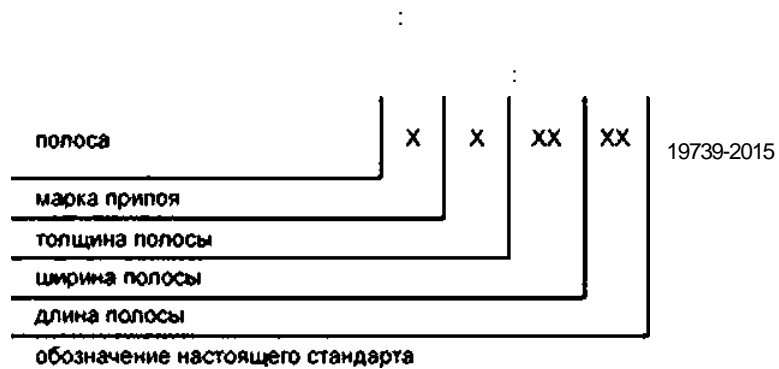 :
:
полоса X X XX XX 19739-2015
марка припоя
толщина полосы
ширина полосы
длина полосы
обозначение настоящего стандарта